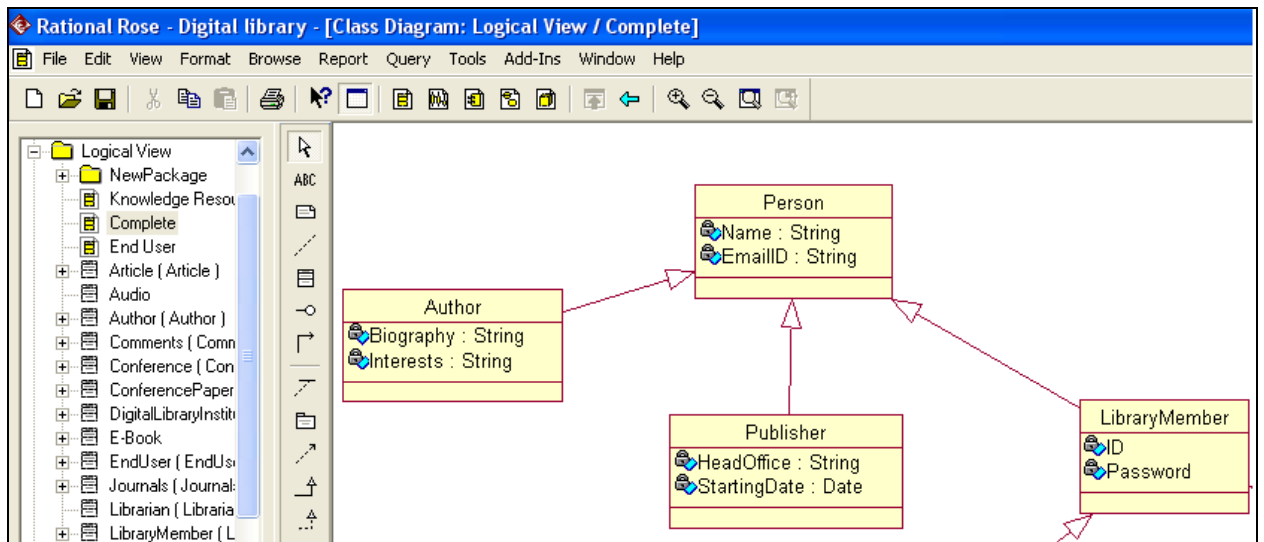 Rational Rose - Digital library - [Class Diagram: Logical View / Complete]
File Edit View Format Browse Report Query Tools Add-Ins Window Help
Logical View
NewPackage
Knowledge Resou
Complete
End User
Article ( Article )
Audio
Author ( Author )
Comments ( Comn
Conference ( Con
ConferencePaper
DigitalLibraryInstitu
E-Book
EndUser ( EndUse
Journals ( Journals
Librarian ( Libraria
LibraryMember ( L
ABC
Person
Name : String
EmailID : String
Author
Biography : String
Interests : String
Publisher
HeadOffice : String
StartingDate : Date
LibraryMember
ID
Password